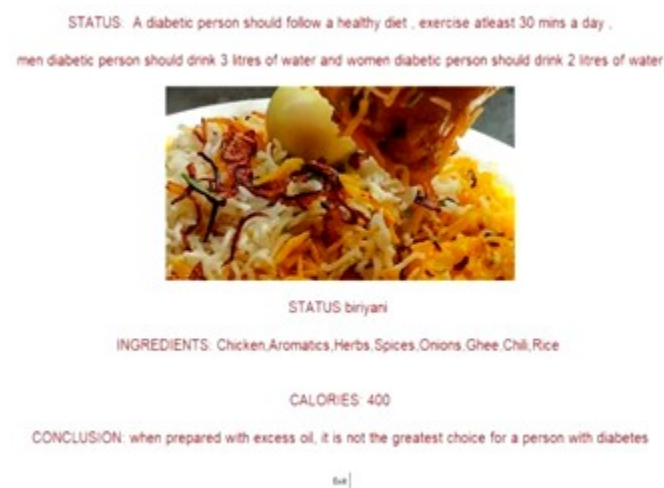 STATUS: A diabetic person should follow a healthy diet , exercise atleast 30 mins a day ,
men diabetic person should drink 3 litres of water and women diabetic person should drink 2 litres of water
STATUS biriyani
INGREDIENTS: Chicken,Aromatics,Herbs,Spices,Onions,Ghee,Chili,Rice
CALORIES: 400
CONCLUSION: when prepared with excess oil, it is not the greatest choice for a person with diabetes
Exit